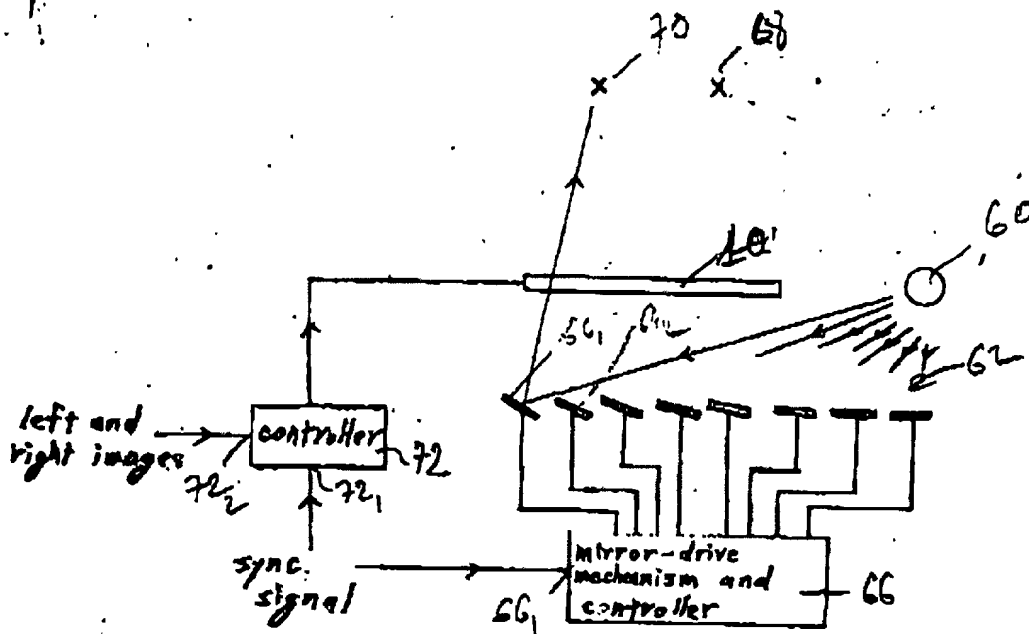 70
68
60
10'
62
left and
right images
controller
72
72₂
72₁
sync.
signal
mirror-drive
mechanism and
controller
66
66₁